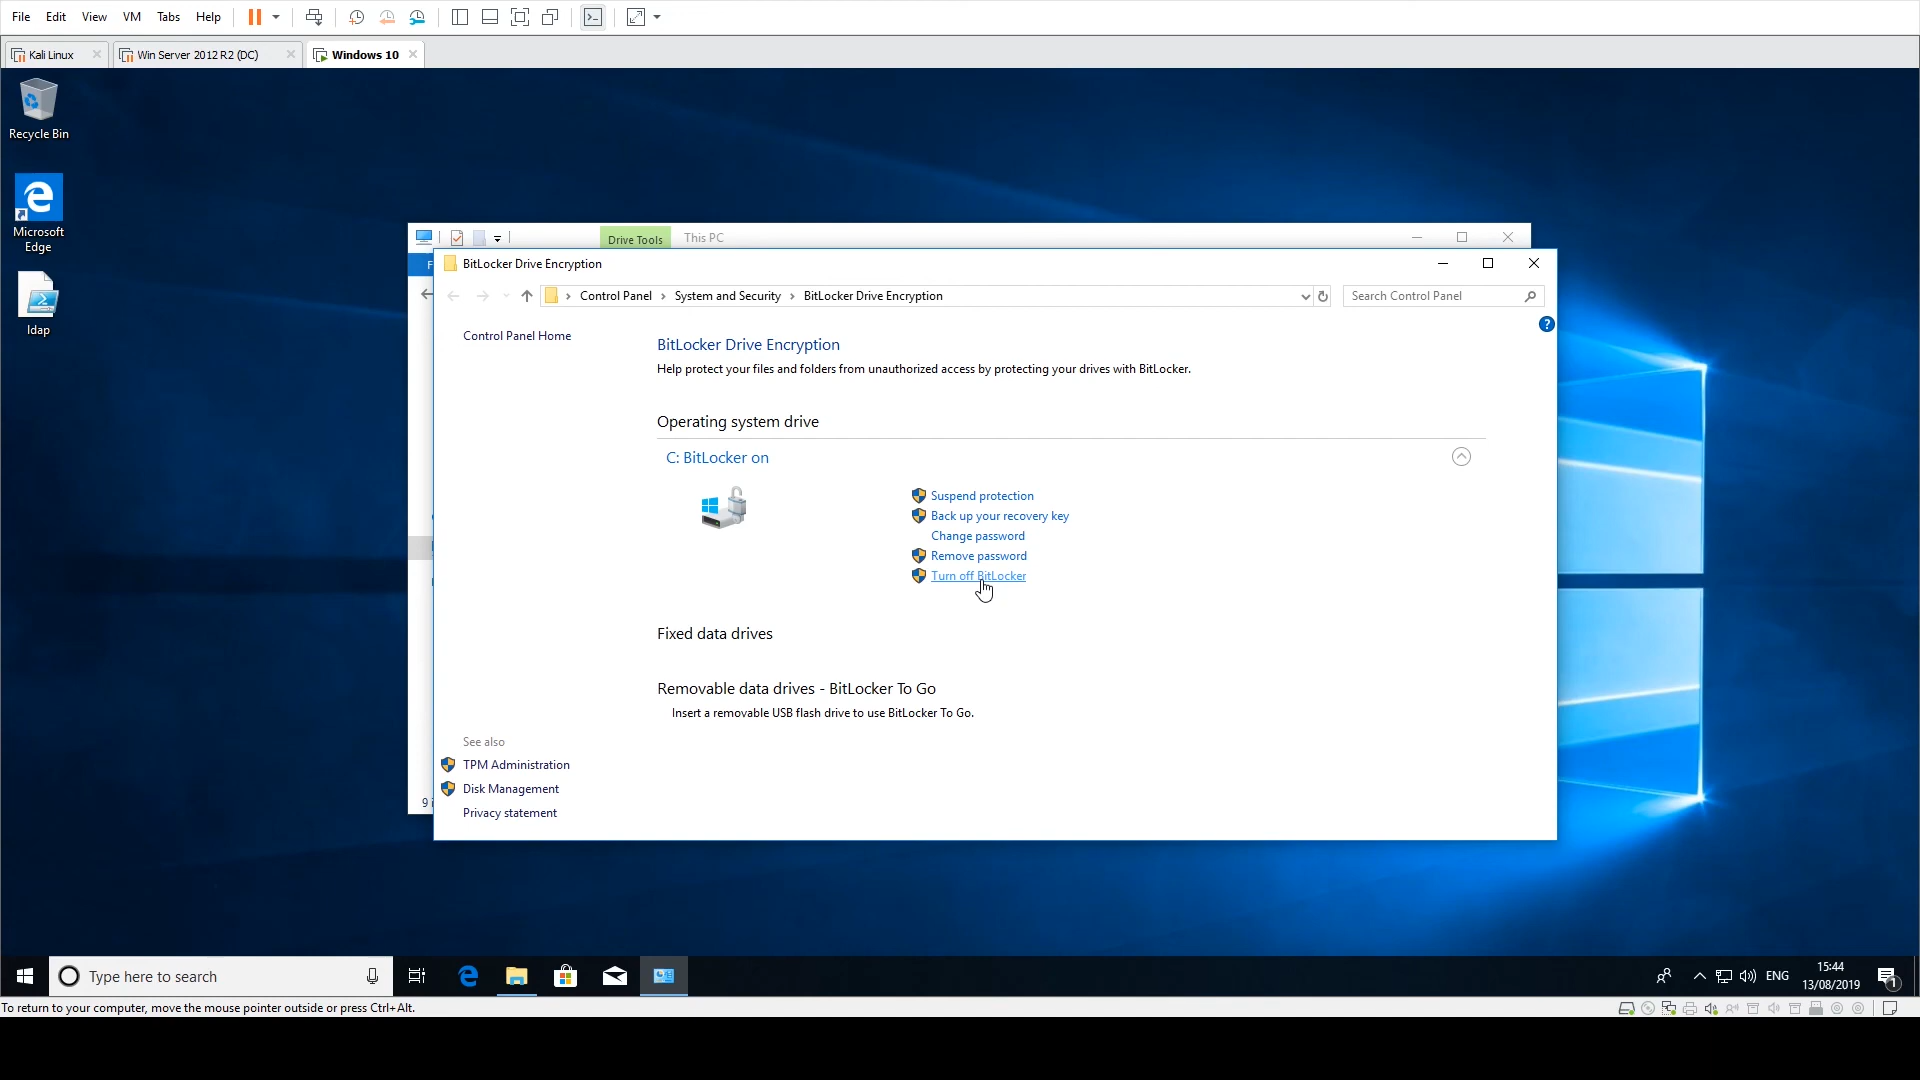 File Edit View VM Tabs Help
Kali Linux Win Server 2012 R2 (DC) Windows 10
Recycle Bin
Microsoft
Edge
ldap
Drive Tools This PC
BitLocker Drive Encryption
Control Panel System and Security BitLocker Drive Encryption Search Control Panel
Control Panel Home
BitLocker Drive Encryption
Help protect your files and folders from unauthorized access by protecting your drives with BitLocker.
Operating system drive
C: BitLocker on
Suspend protection
Back up your recovery key
Change password
Remove password
Turn off BitLocker
Fixed data drives
Removable data drives - BitLocker To Go
Insert a removable USB flash drive to use BitLocker To Go.
See also
TPM Administration
Disk Management
Privacy statement
Type here to search
ENG
15:44
13/08/2019
1
To return to your computer, move the mouse pointer outside or press Ctrl+Alt.